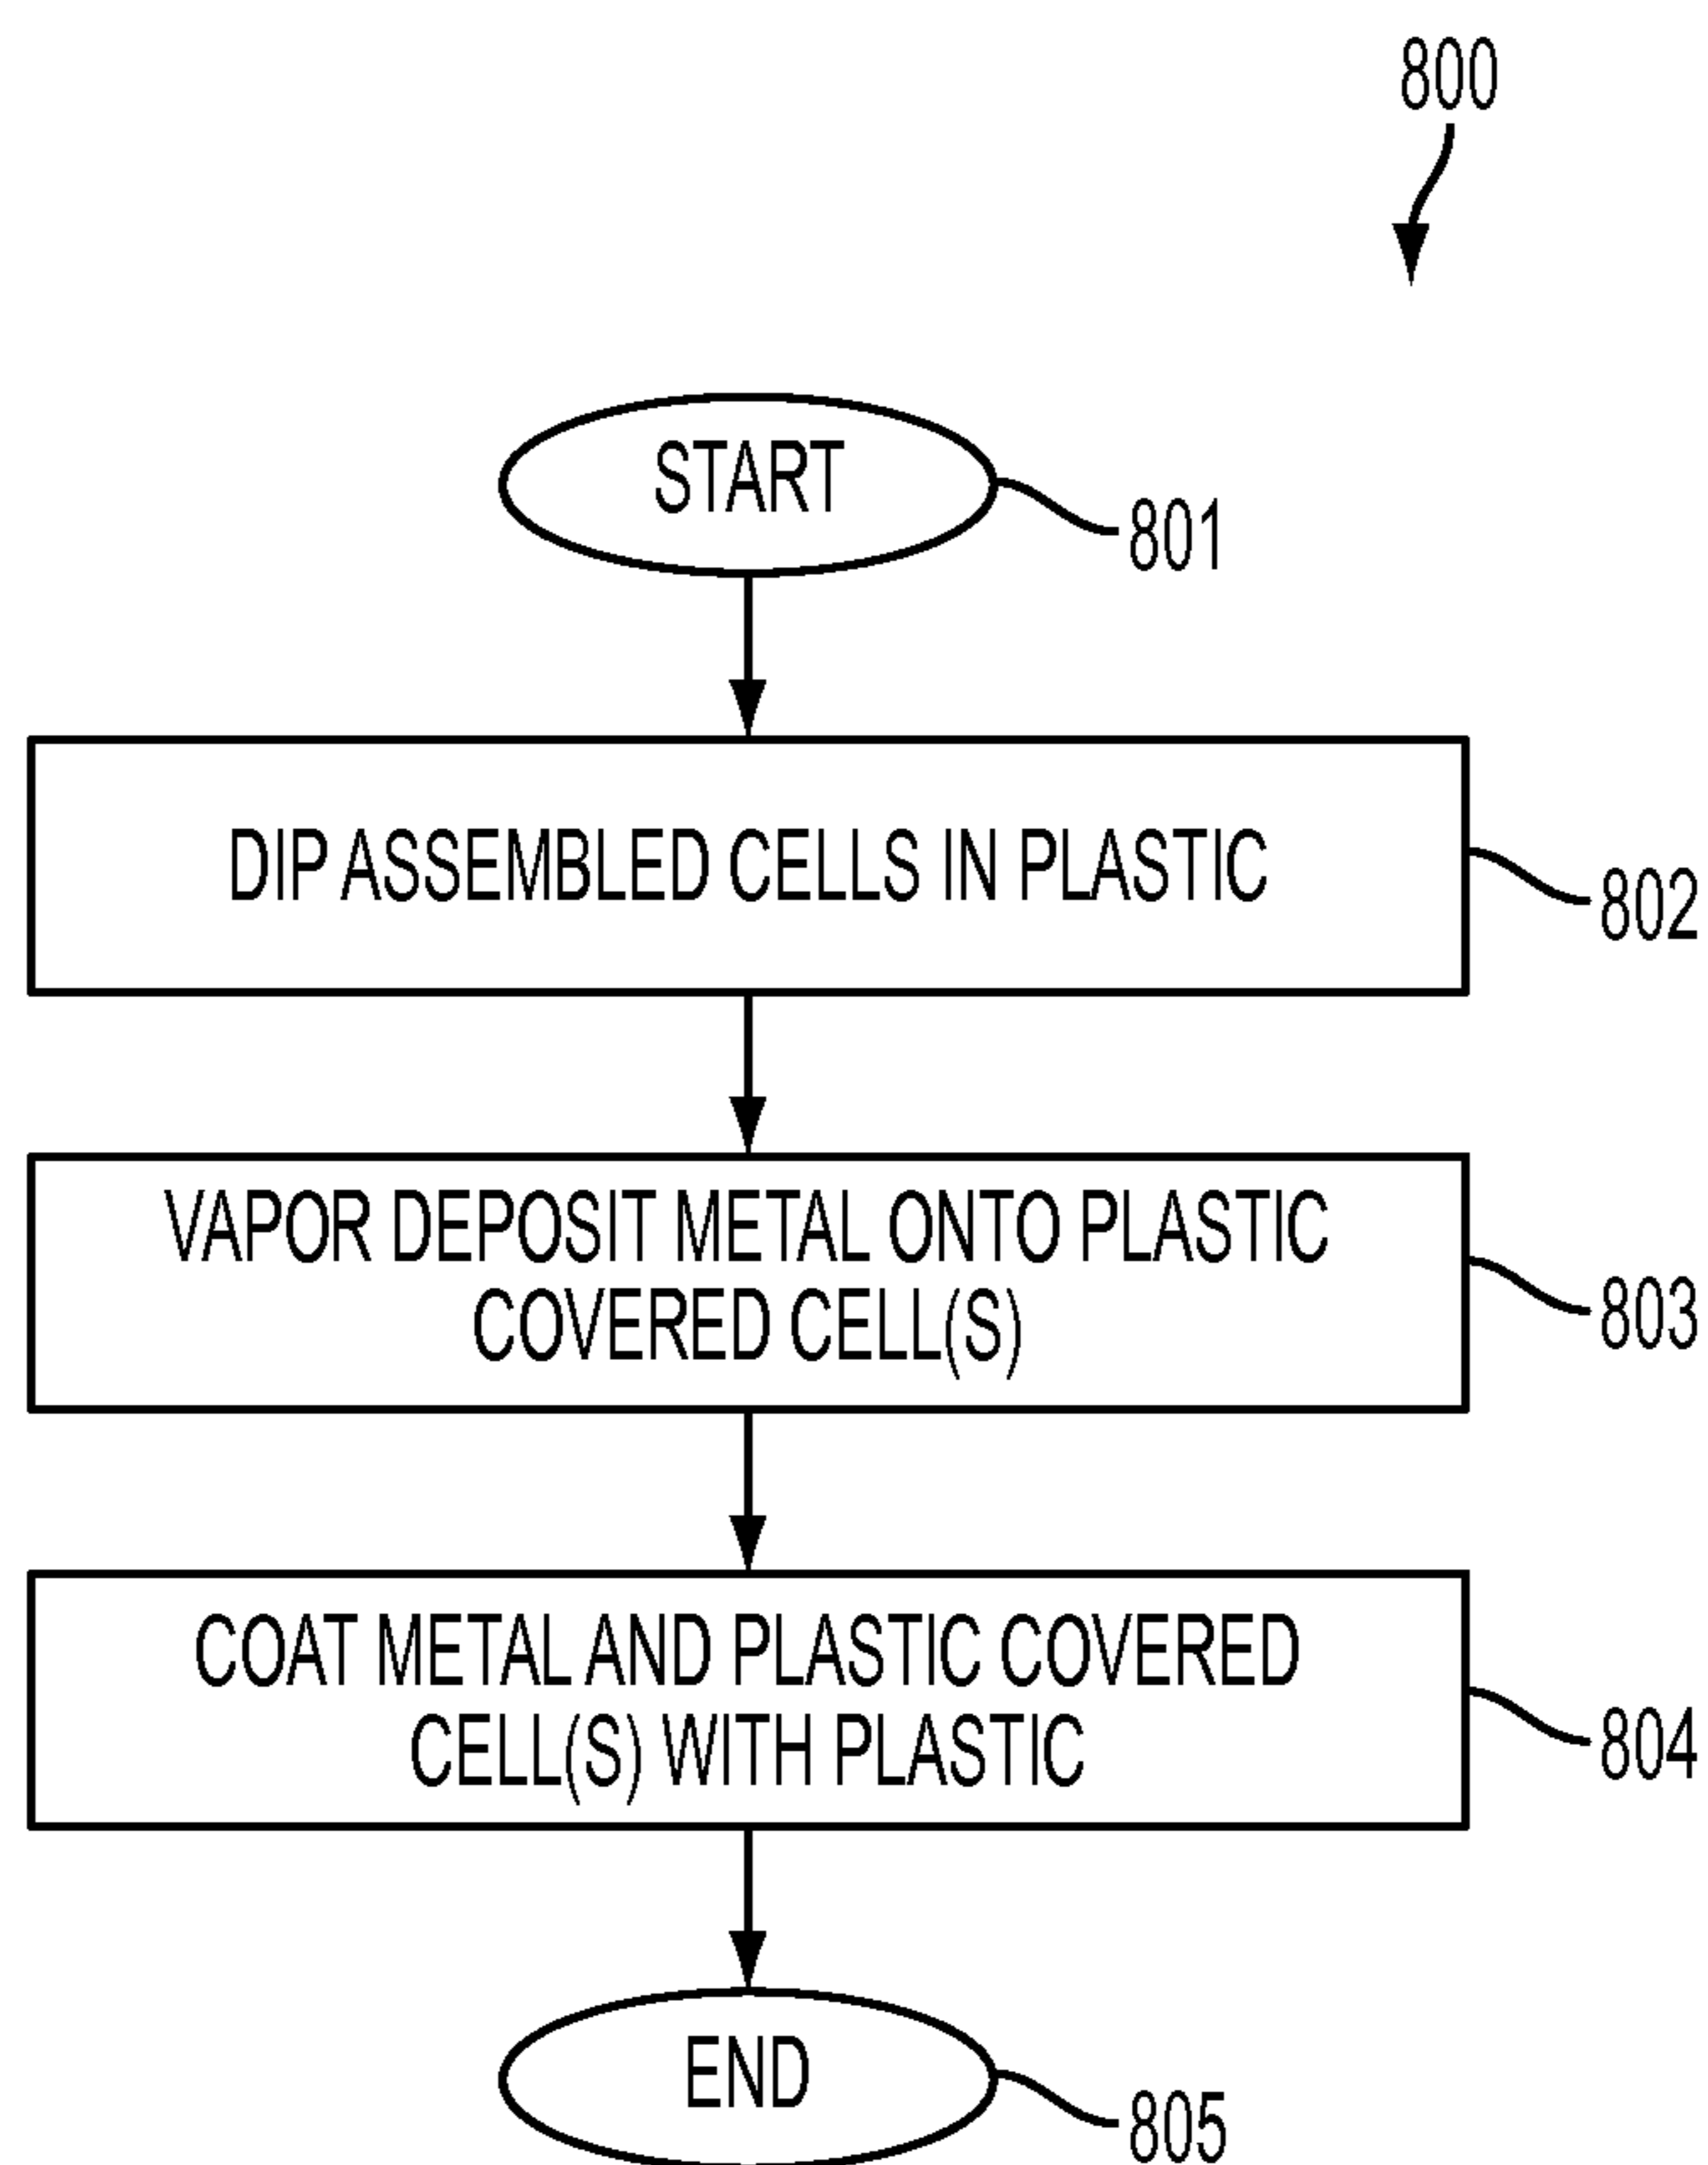 800
START
801
DIP ASSEMBLED CELLS IN PLASTIC
802
VAPOR DEPOSIT METAL ONTO PLASTIC
COVERED CELL(S)
803
COAT METAL AND PLASTIC COVERED
CELL(S) WITH PLASTIC
804
END
805